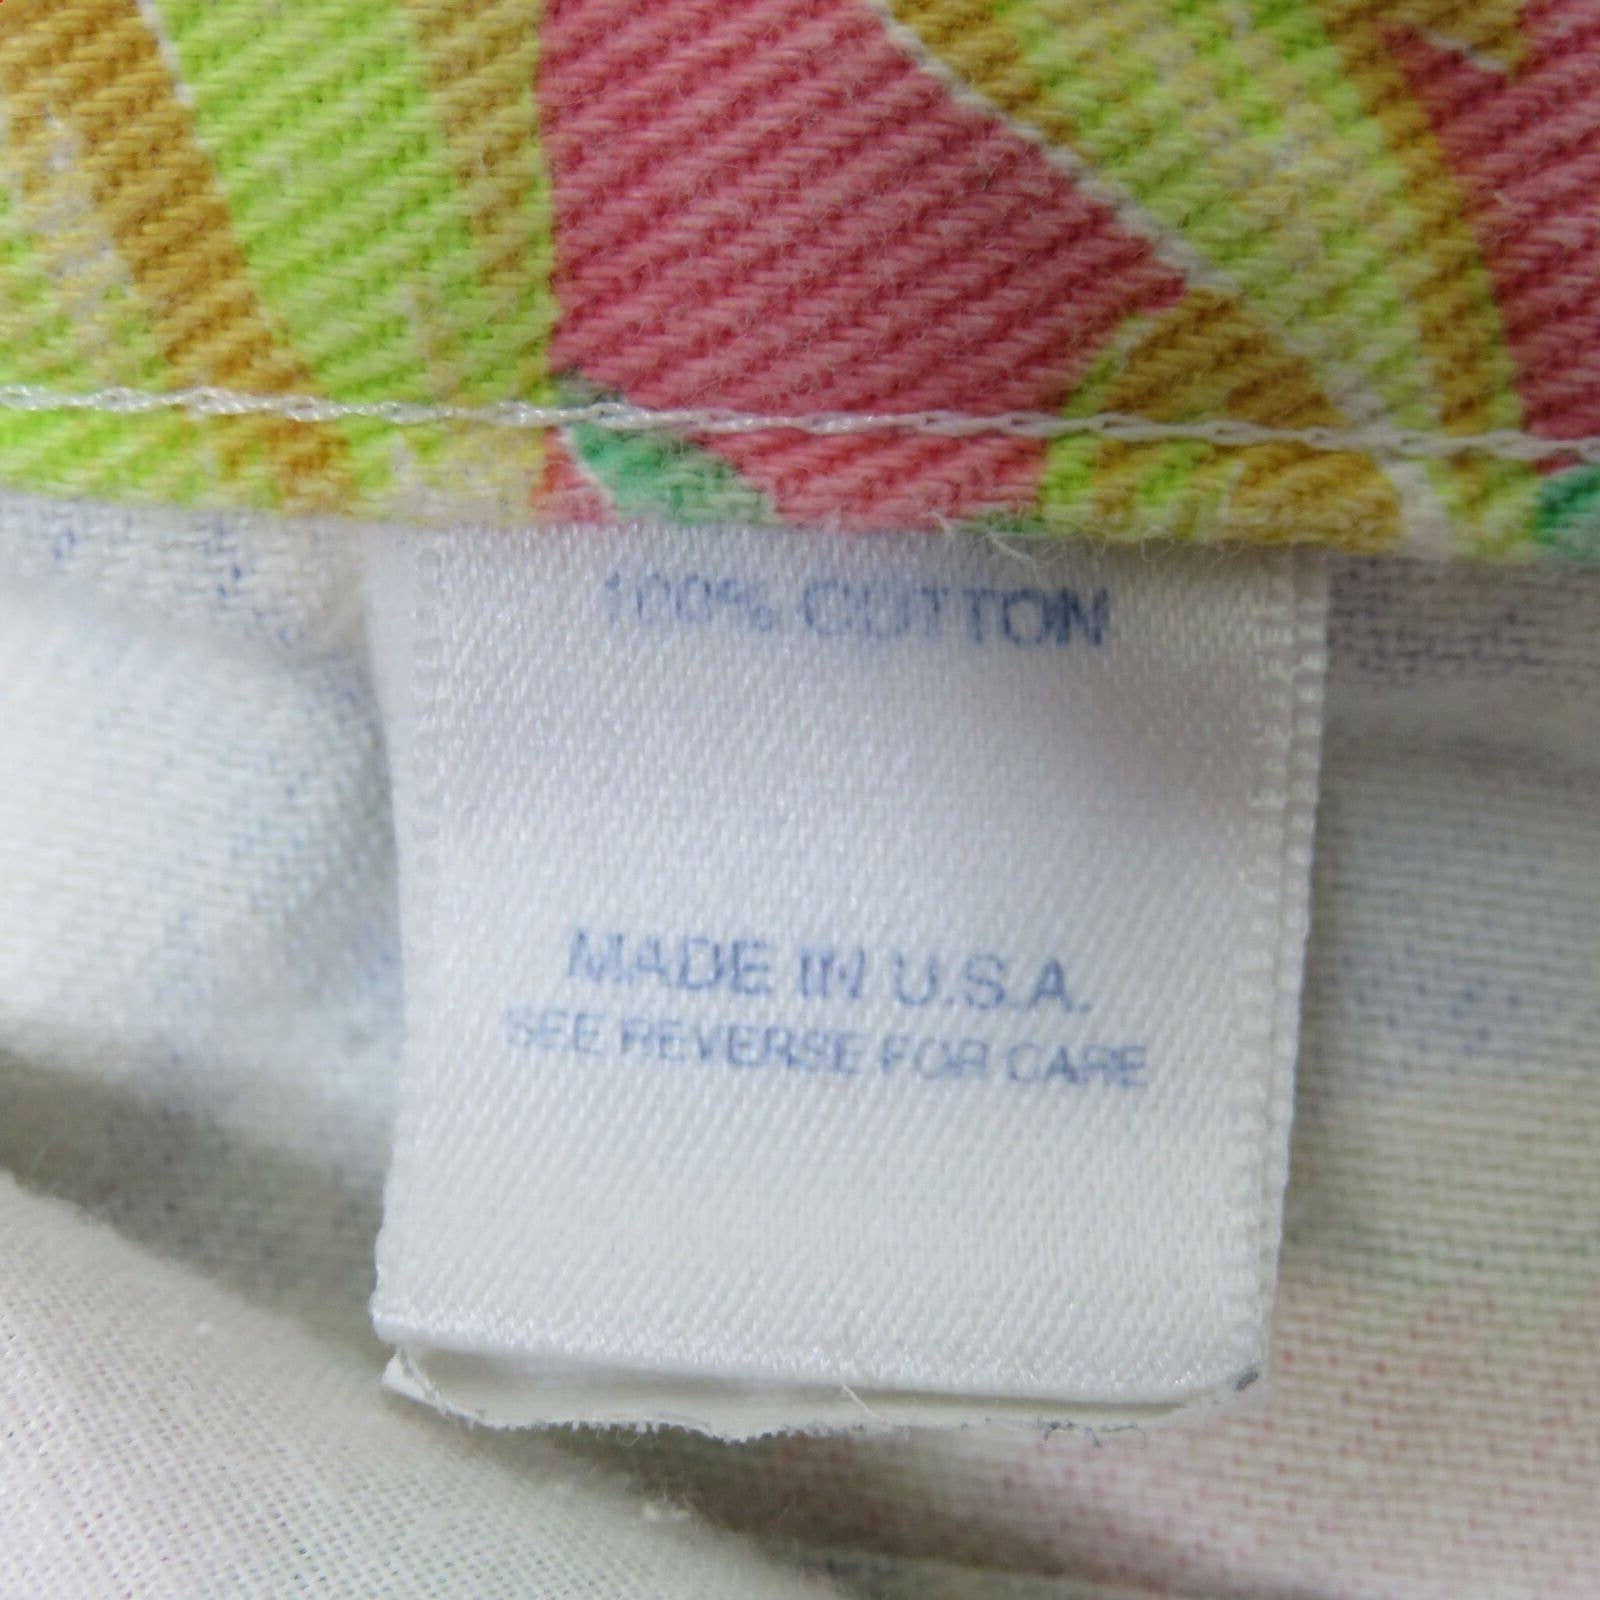 100% COTTON
MADE IN U.S.A.
SEE REVERSE FOR CARE